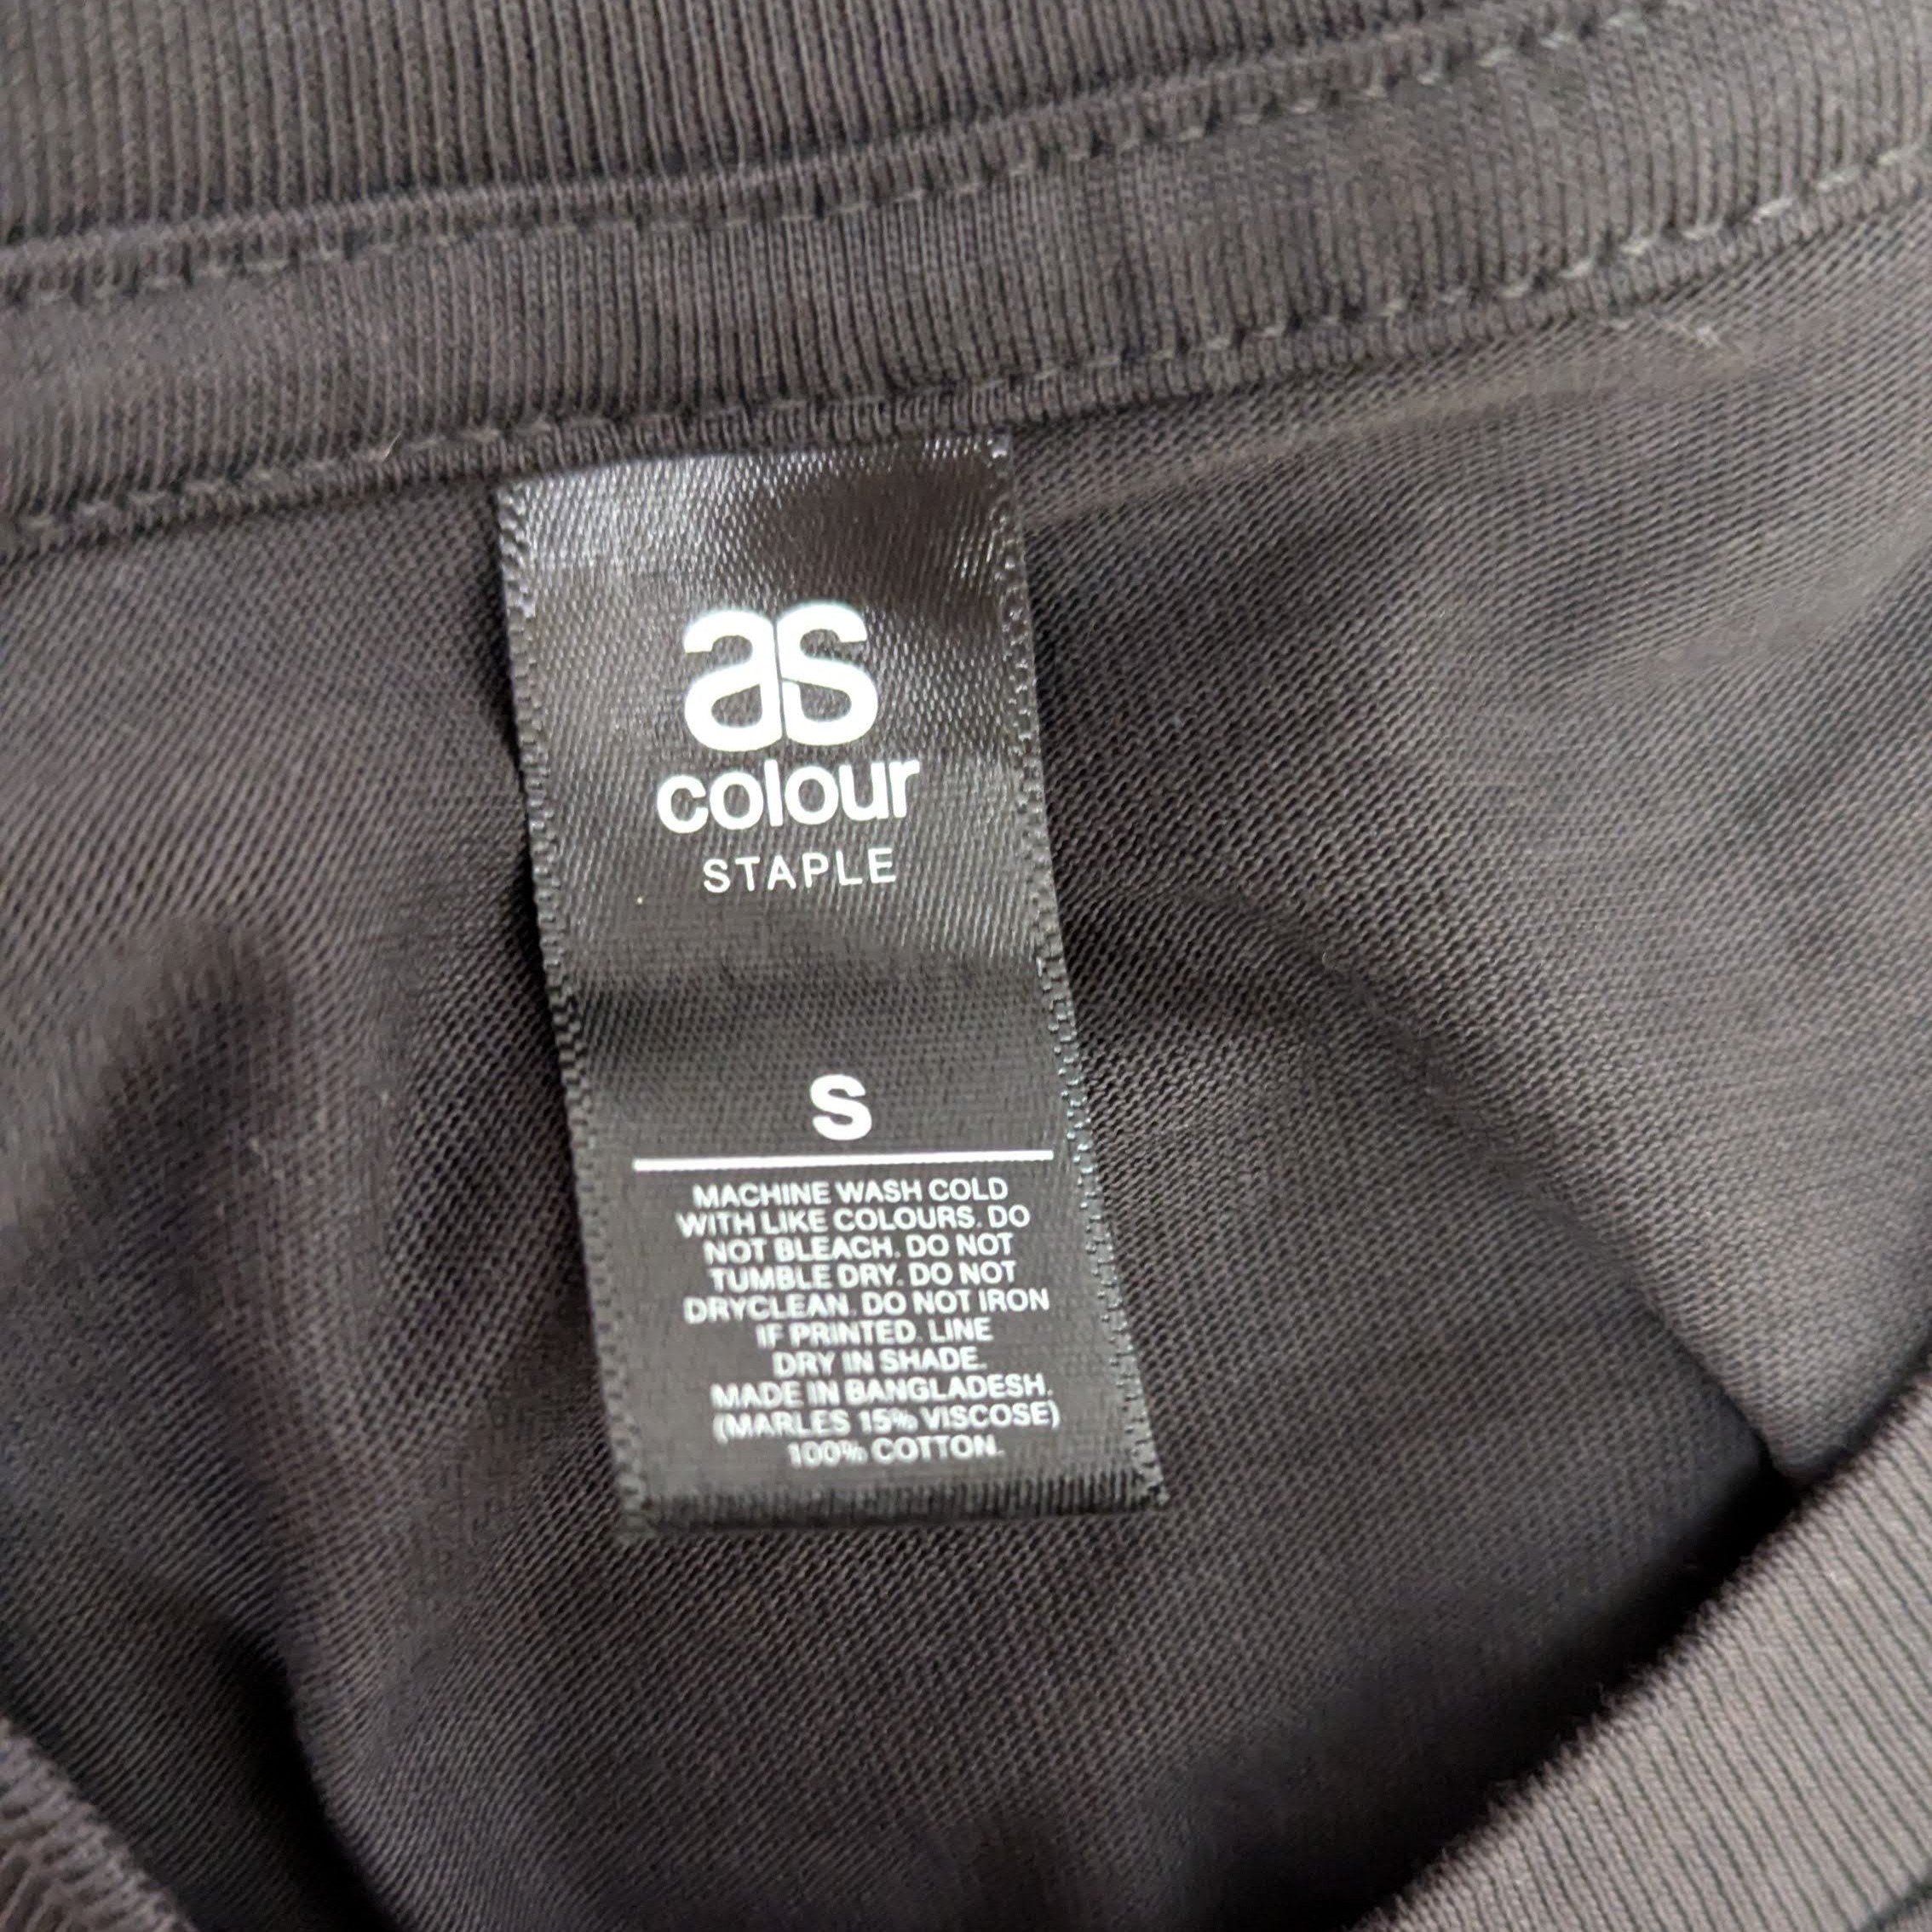 as
colour
STAPLE
S
MACHINE WASH COLD
WITH LIKE COLOURS. DO
NOT BLEACH. DO NOT
TUMBLE DRY. DO NOT
DRYCLEAN. DO NOT IRON
IF PRINTED. LINE
DRY IN SHADE.
MADE IN BANGLADESH.
(MARLES 15% VISCOSE)
100% COTTON.